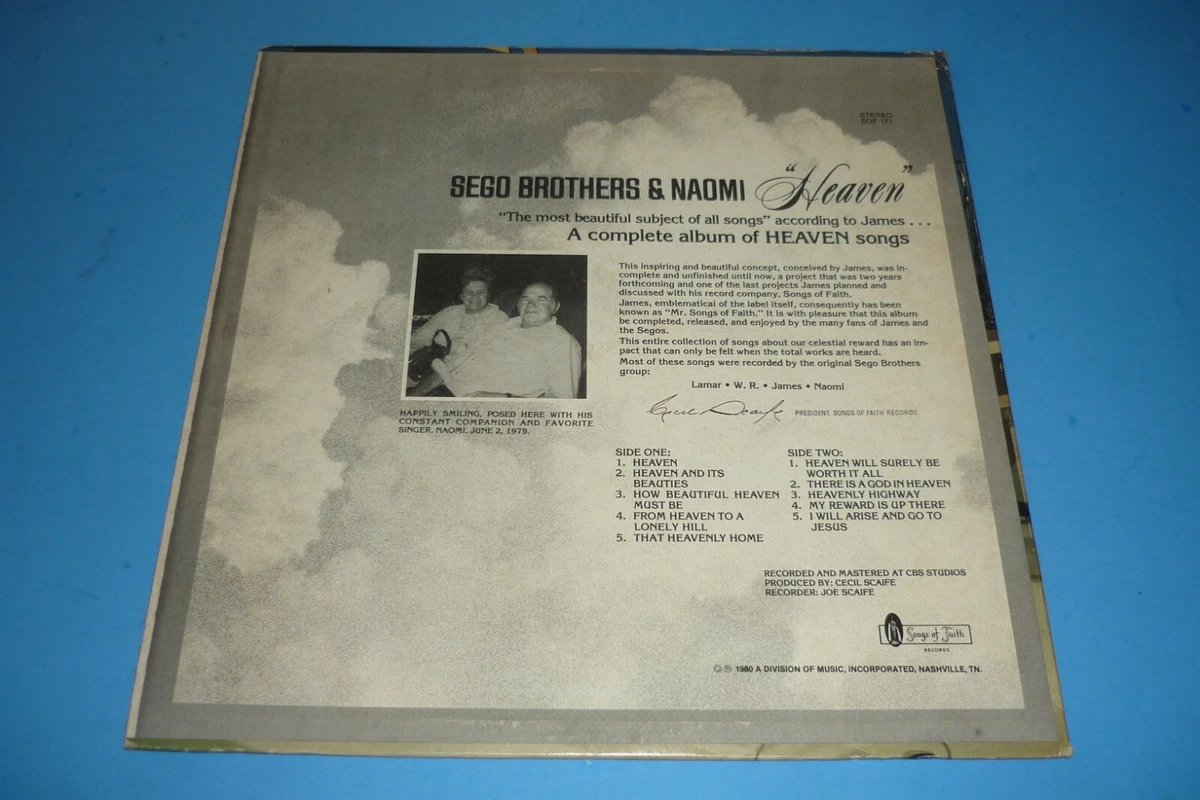 STEREO
SOF 171
SEGO BROTHERS & NAOMI "Heaven"
"The most beautiful subject of all songs" according to James . . .
A complete album of HEAVEN songs
This inspiring and beautiful concept, conceived by James, was in-
complete and unfinished until now, a project that was two years
forthcoming and one of the last projects James planned and
discussed with his record company, Songs of Faith.
James, emblematical of the label itself, consequently has been
known as "Mr. Songs of Faith." It is with pleasure that this album
be completed, released, and enjoyed by the many fans of James and
the Segos.
This entire collection of songs about our celestial reward has an im-
pact that can only be felt when the total works are heard.
Most of these songs were recorded by the original Sego Brothers
group:
Lamar • W. R. • James • Naomi
Cecil Scaife PRESIDENT, SONGS OF FAITH RECORDS
HAPPILY SMILING, POSED HERE WITH HIS
CONSTANT COMPANION AND FAVORITE
SINGER, NAOMI, JUNE 2, 1979.
SIDE ONE:
1. HEAVEN
2. HEAVEN AND ITS
BEAUTIES
3. HOW BEAUTIFUL HEAVEN
MUST BE
4. FROM HEAVEN TO A
LONELY HILL
5. THAT HEAVENLY HOME
SIDE TWO:
1. HEAVEN WILL SURELY BE
WORTH IT ALL
2. THERE IS A GOD IN HEAVEN
3. HEAVENLY HIGHWAY
4. MY REWARD IS UP THERE
5. I WILL ARISE AND GO TO
JESUS
RECORDED AND MASTERED AT CBS STUDIOS
PRODUCED BY: CECIL SCAIFE
RECORDER: JOE SCAIFE
Songs of Faith
RECORDS
© ℗ 1980 A DIVISION OF MUSIC, INCORPORATED, NASHVILLE, TN.